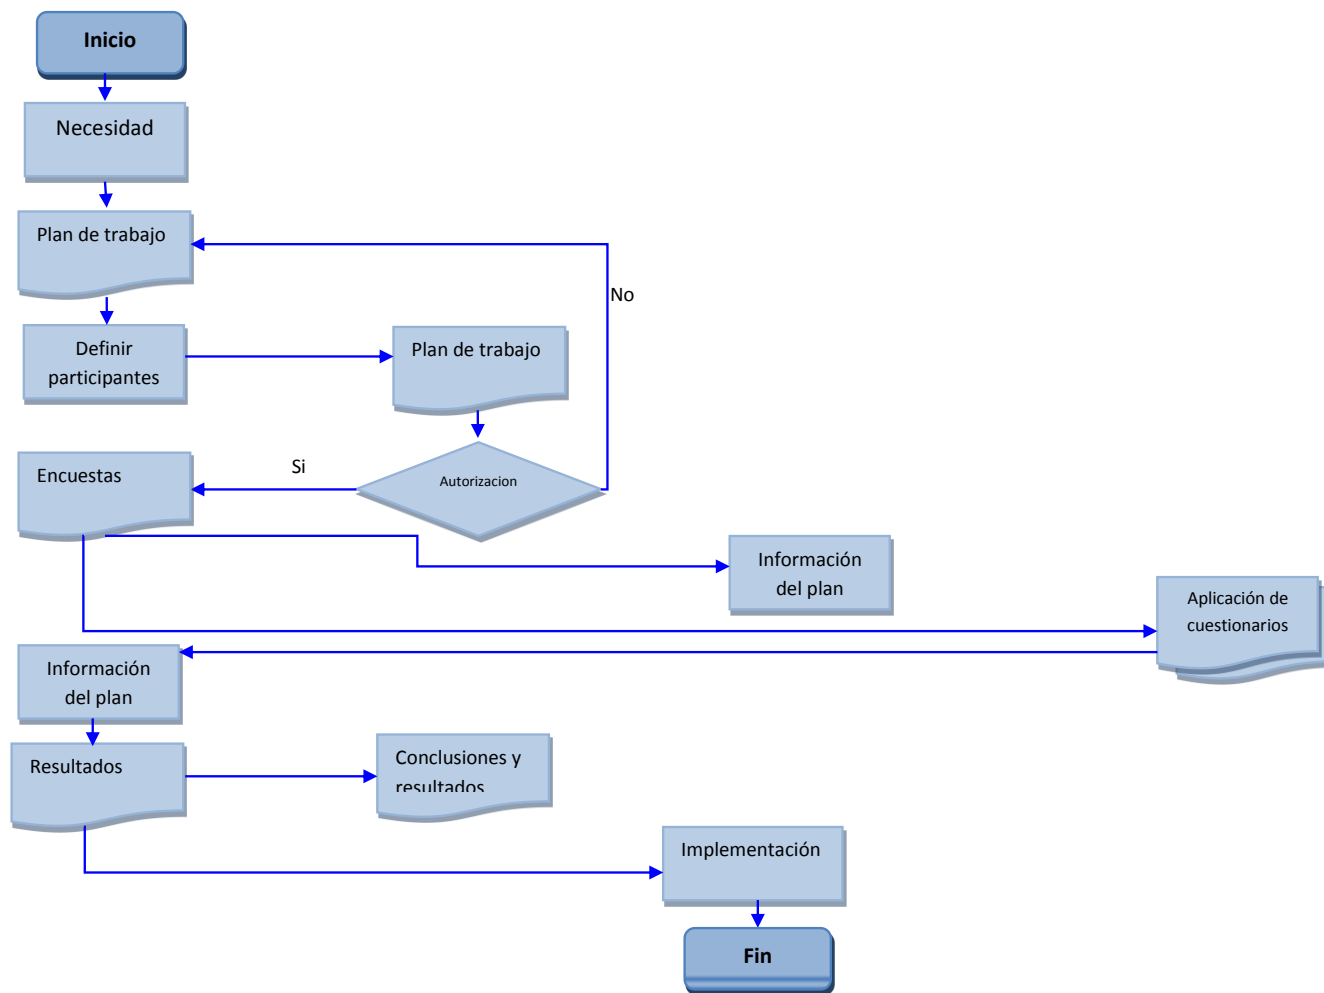 Inicio
Necesidad
Plan de trabajo
No
Definir
participantes
Plan de trabajo
Encuestas
Si
Autorizacion
Información
del plan
Aplicación de
cuestionarios
Información
del plan
Resultados
Conclusiones y
resultados
Implementación
Fin